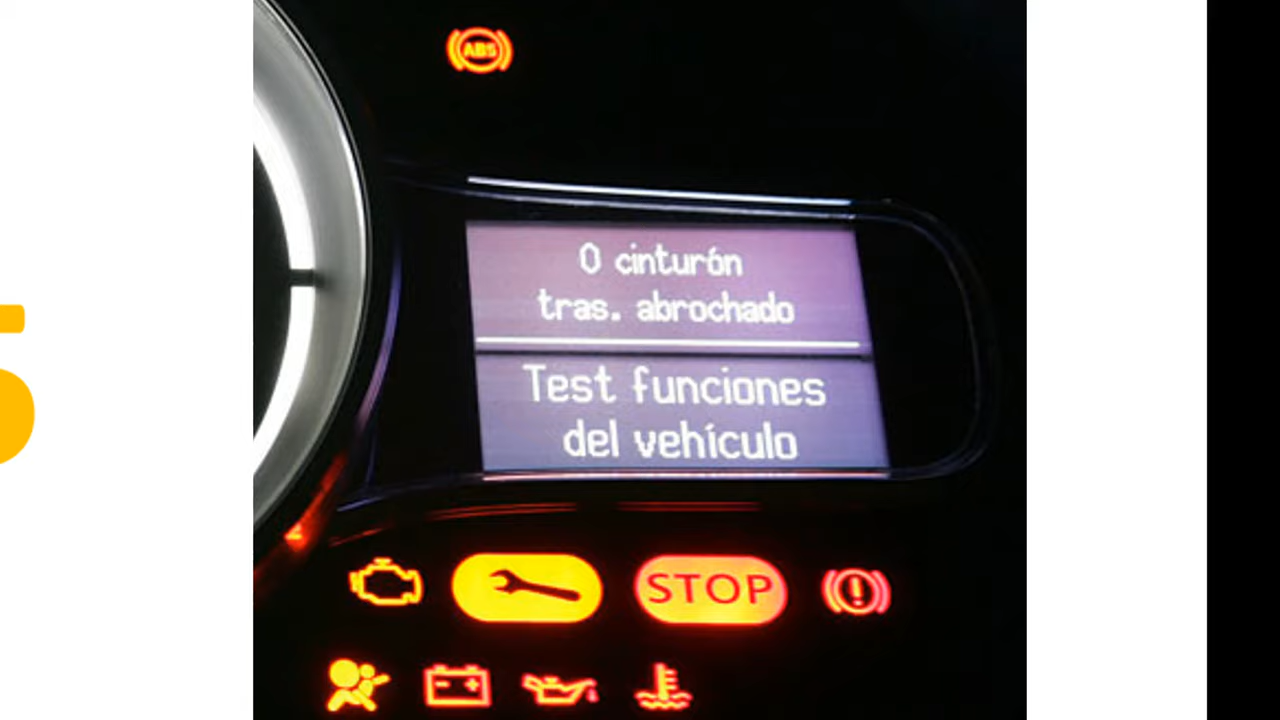 ABS
0 cinturón
tras. abrochado
Test funciones
del vehículo
STOP